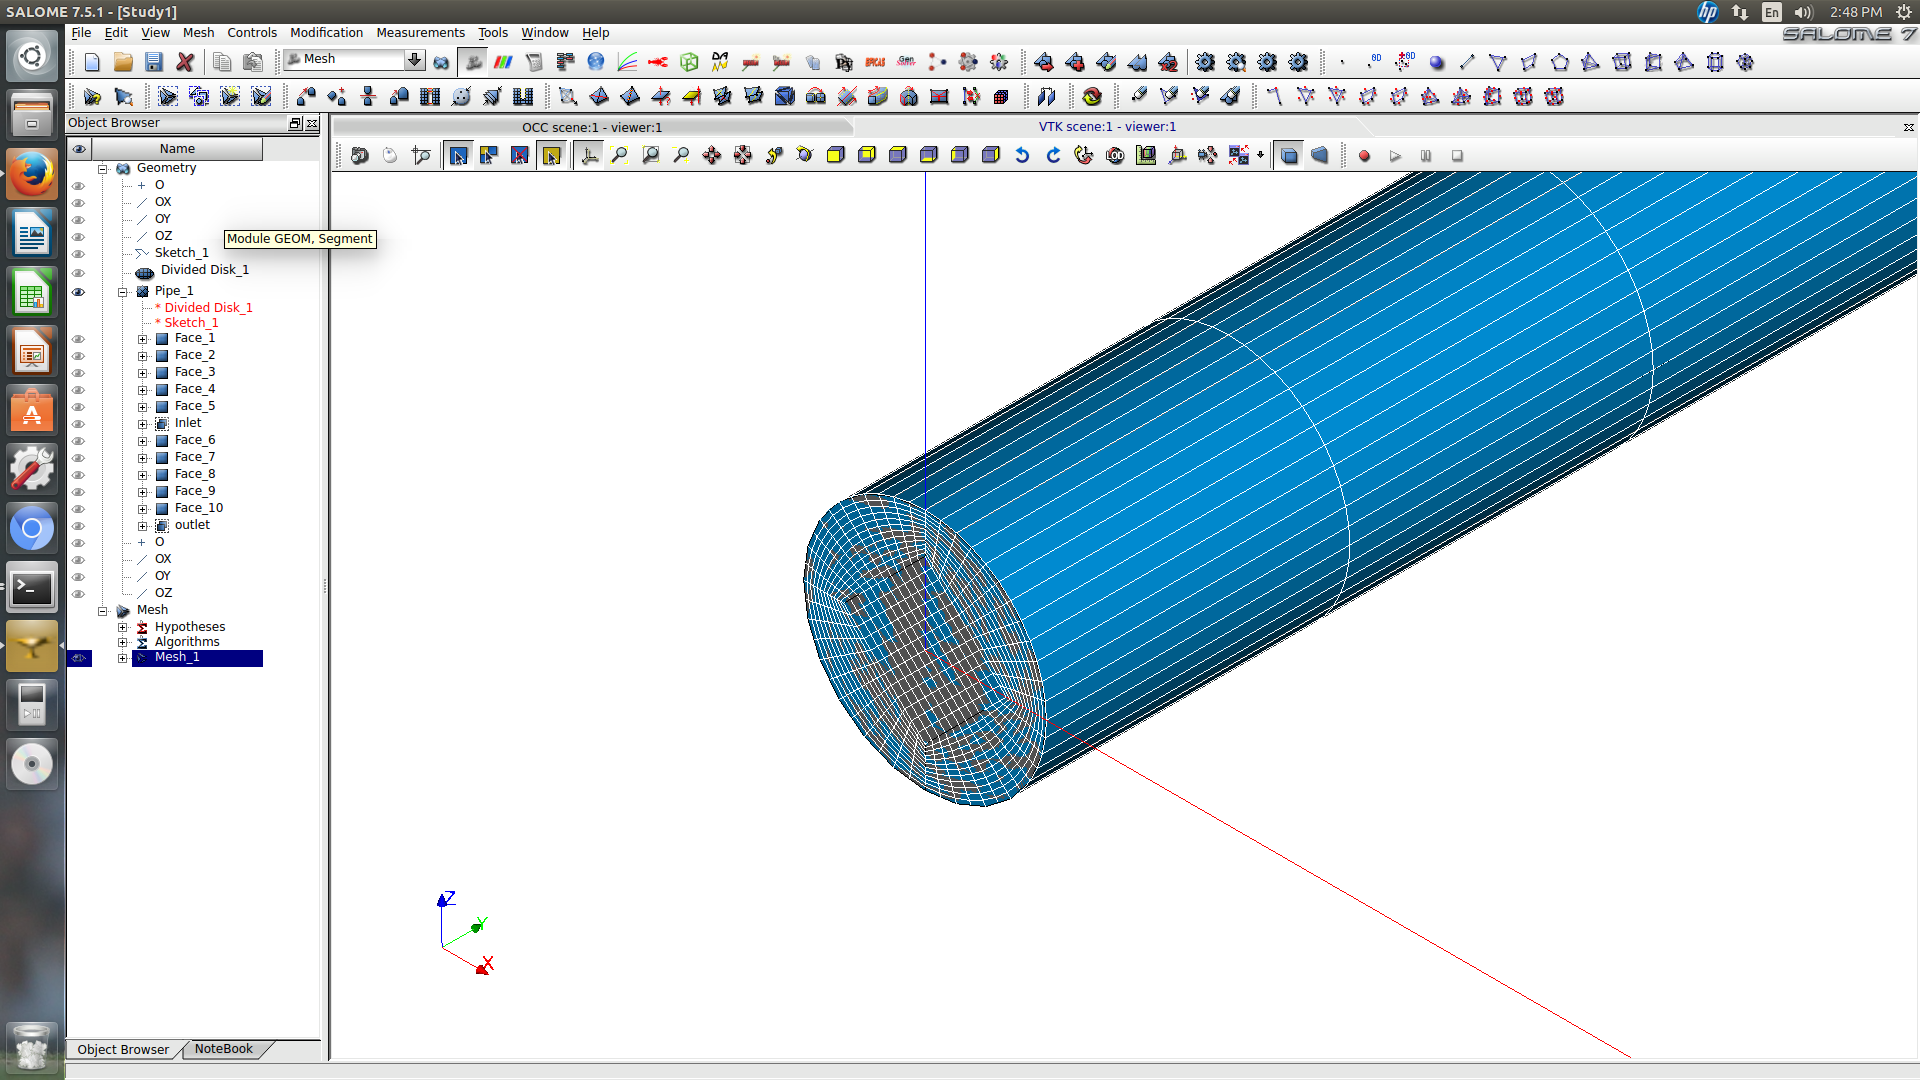 SALOME 7.5.1 - [Study1]
hp En 2:48 PM
File Edit View Mesh Controls Modification Measurements Tools Window Help
SALOME 7
Mesh
Object Browser
OCC scene:1 - viewer:1
VTK scene:1 - viewer:1
Name
LOD
Geometry
O
OX
OY
OZ
Module GEOM, Segment
Sketch_1
Divided Disk_1
Pipe_1
* Divided Disk_1
* Sketch_1
Face_1
Face_2
Face_3
Face_4
Face_5
Inlet
Face_6
Face_7
Face_8
Face_9
Face_10
outlet
O
OX
OY
OZ
Mesh
Hypotheses
Algorithms
Mesh_1
Z
Y
X
Object Browser NoteBook